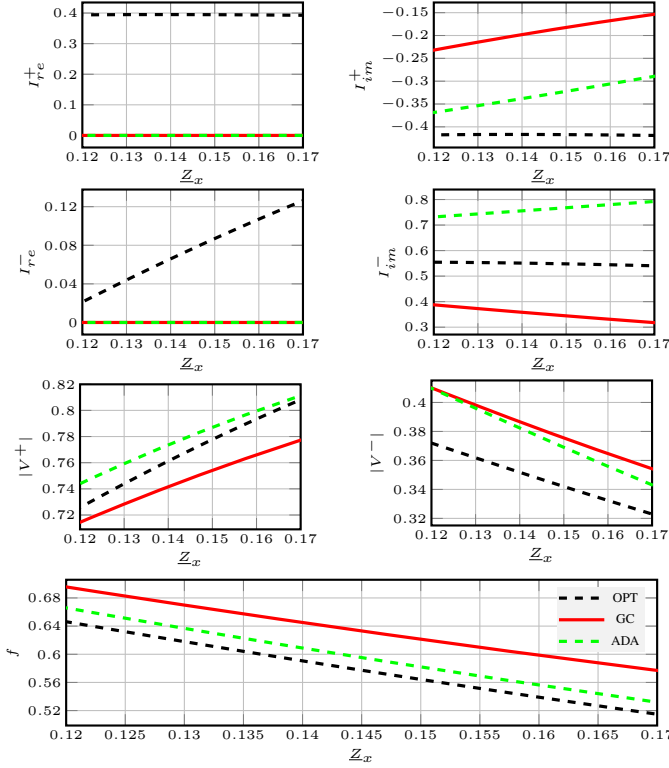 0.4
0.3
0.2
0.1
0
I⁺re
0.12 0.13 0.14 0.15 0.16 0.17
Z̲x
−0.15
−0.2
−0.25
−0.3
−0.35
−0.4
I⁺im
0.12 0.13 0.14 0.15 0.16 0.17
Z̲x
0.12
0.08
0.04
0
I⁻re
0.12 0.13 0.14 0.15 0.16 0.17
Z̲x
0.8
0.7
0.6
0.5
0.4
0.3
I⁻im
0.12 0.13 0.14 0.15 0.16 0.17
Z̲x
0.82
0.8
0.78
0.76
0.74
0.72
|V⁺|
0.12 0.13 0.14 0.15 0.16 0.17
Z̲x
0.4
0.38
0.36
0.34
0.32
|V⁻|
0.12 0.13 0.14 0.15 0.16 0.17
Z̲x
0.68
0.64
0.6
0.56
0.52
f
OPT
GC
ADA
0.12 0.125 0.13 0.135 0.14 0.145 0.15 0.155 0.16 0.165 0.17
Z̲x